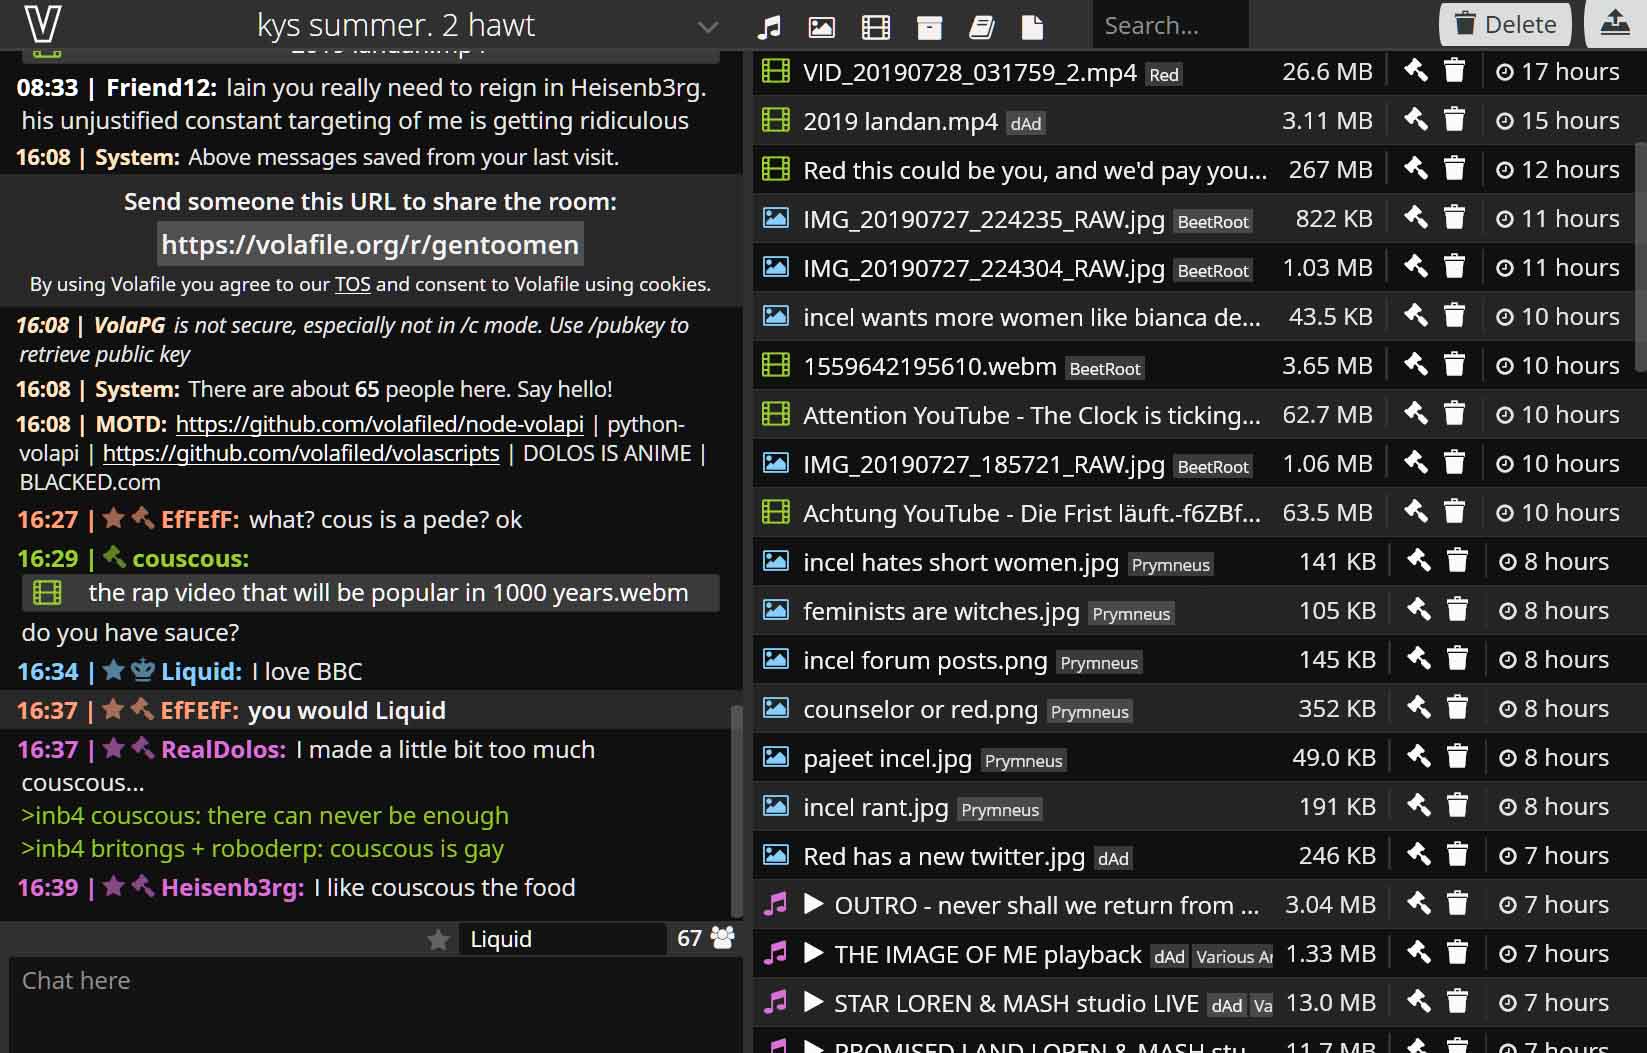 V
kys summer. 2 hawt
Search...
Delete
08:33 | Friend12: lain you really need to reign in Heisenb3rg.
his unjustified constant targeting of me is getting ridiculous
16:08 | System: Above messages saved from your last visit.
Send someone this URL to share the room:
https://volafile.org/r/gentoomen
By using Volafile you agree to our TOS and consent to Volafile using cookies.
16:08 | VolaPG is not secure, especially not in /c mode. Use /pubkey to
retrieve public key
16:08 | System: There are about 65 people here. Say hello!
16:08 | MOTD: https://github.com/volafiled/node-volapi | python-
volapi | https://github.com/volafiled/volascripts | DOLOS IS ANIME |
BLACKED.com
16:27 | EfFEfF: what? cous is a pede? ok
16:29 | couscous:
the rap video that will be popular in 1000 years.webm
do you have sauce?
16:34 | Liquid: I love BBC
16:37 | EfFEfF: you would Liquid
16:37 | RealDolos: I made a little bit too much
couscous...
>inb4 couscous: there can never be enough
>inb4 britongs + roboderp: couscous is gay
16:39 | Heisenb3rg: I like couscous the food
Liquid 67
Chat here
VID_20190728_031759_2.mp4 Red 26.6 MB 17 hours
2019 landan.mp4 dAd 3.11 MB 15 hours
Red this could be you, and we'd pay you... 267 MB 12 hours
IMG_20190727_224235_RAW.jpg BeetRoot 822 KB 11 hours
IMG_20190727_224304_RAW.jpg BeetRoot 1.03 MB 11 hours
incel wants more women like bianca de... 43.5 KB 10 hours
1559642195610.webm BeetRoot 3.65 MB 10 hours
Attention YouTube - The Clock is ticking... 62.7 MB 10 hours
IMG_20190727_185721_RAW.jpg BeetRoot 1.06 MB 10 hours
Achtung YouTube - Die Frist läuft.-f6ZBf... 63.5 MB 10 hours
incel hates short women.jpg Prymneus 141 KB 8 hours
feminists are witches.jpg Prymneus 105 KB 8 hours
incel forum posts.png Prymneus 145 KB 8 hours
counselor or red.png Prymneus 352 KB 8 hours
pajeet incel.jpg Prymneus 49.0 KB 8 hours
incel rant.jpg Prymneus 191 KB 8 hours
Red has a new twitter.jpg dAd 246 KB 7 hours
OUTRO - never shall we return from ... 3.04 MB 7 hours
THE IMAGE OF ME playback dAd Various Ar 1.33 MB 7 hours
STAR LOREN & MASH studio LIVE dAd Va 13.0 MB 7 hours
PROMISED LAND LOREN & MASH stu... 11.7 MB 7 hours